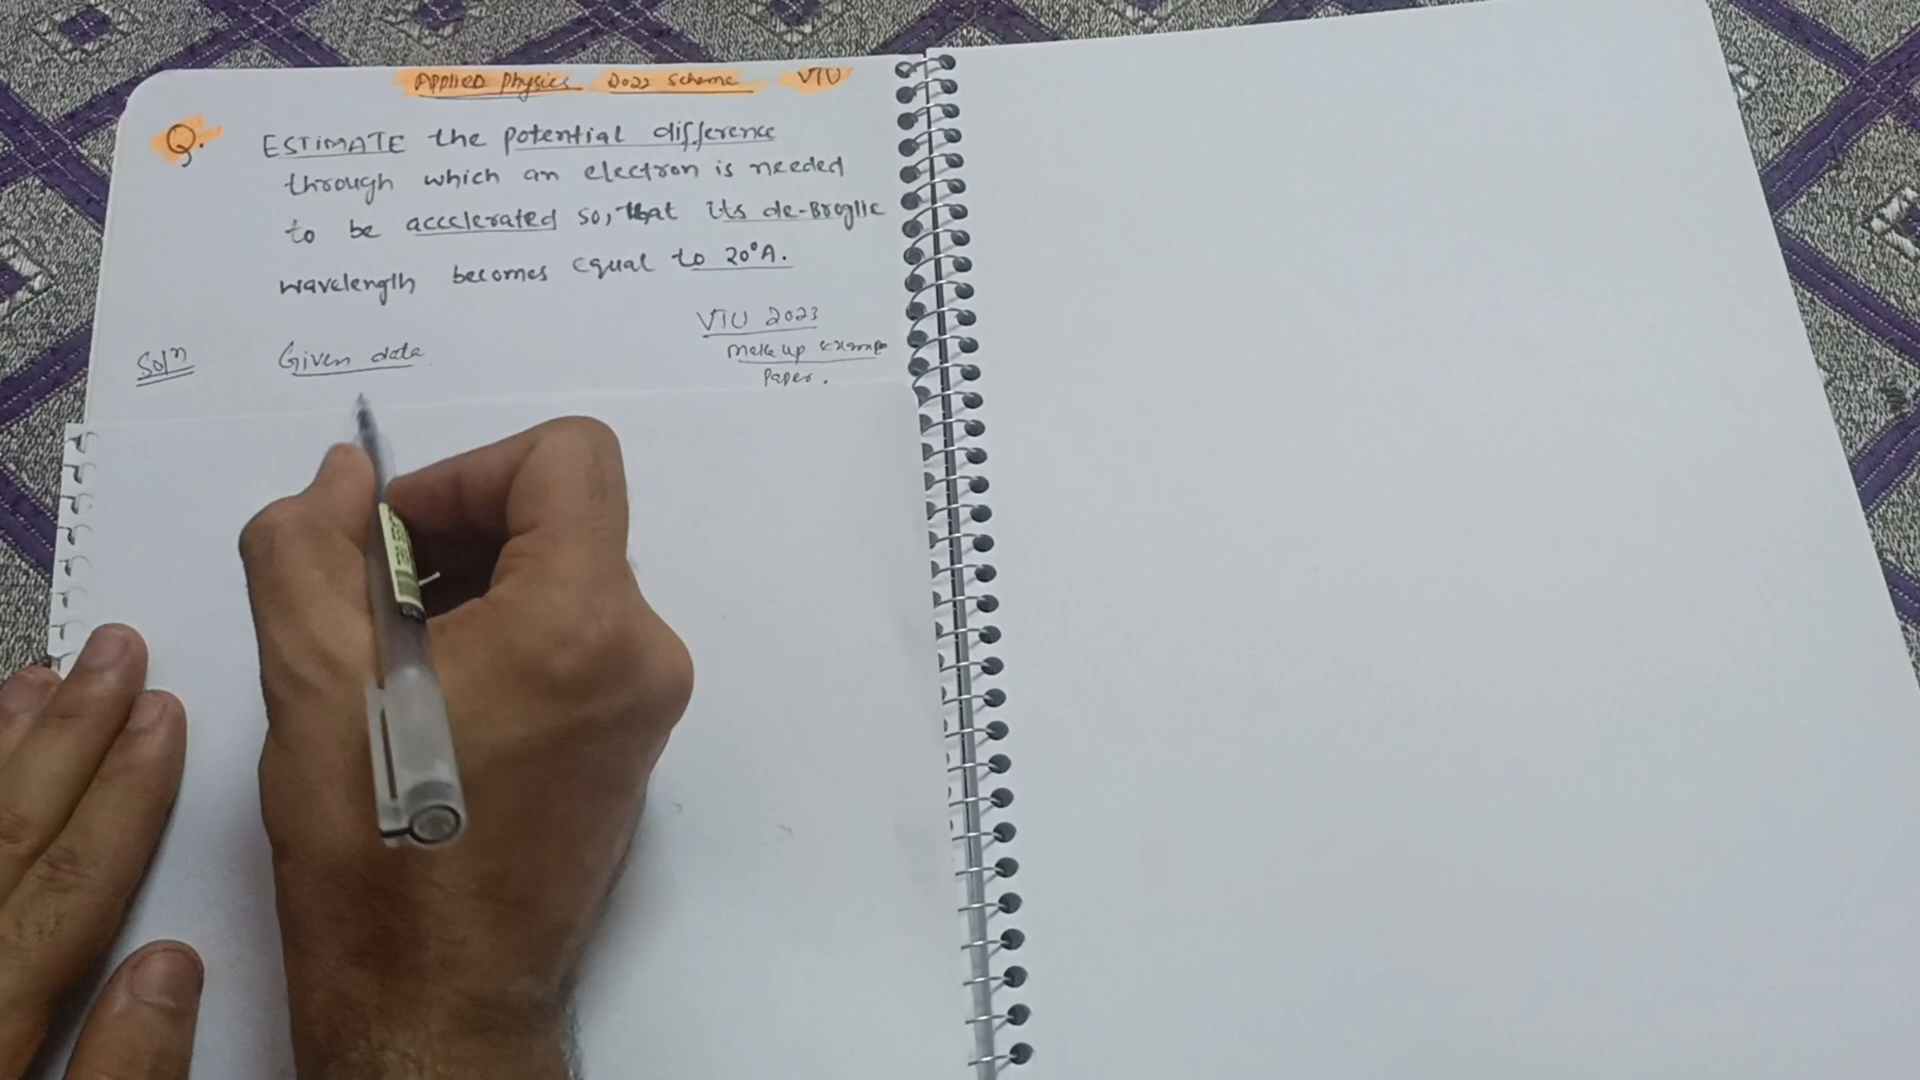 Applied physics 2022 scheme VTU
Q. ESTIMATE the potential difference
through which an electron is needed
to be accelerated so, that its de-Broglie
wavelength becomes equal to 20°A.
VTU 2023
Make up
Paper.
Solⁿ Given data